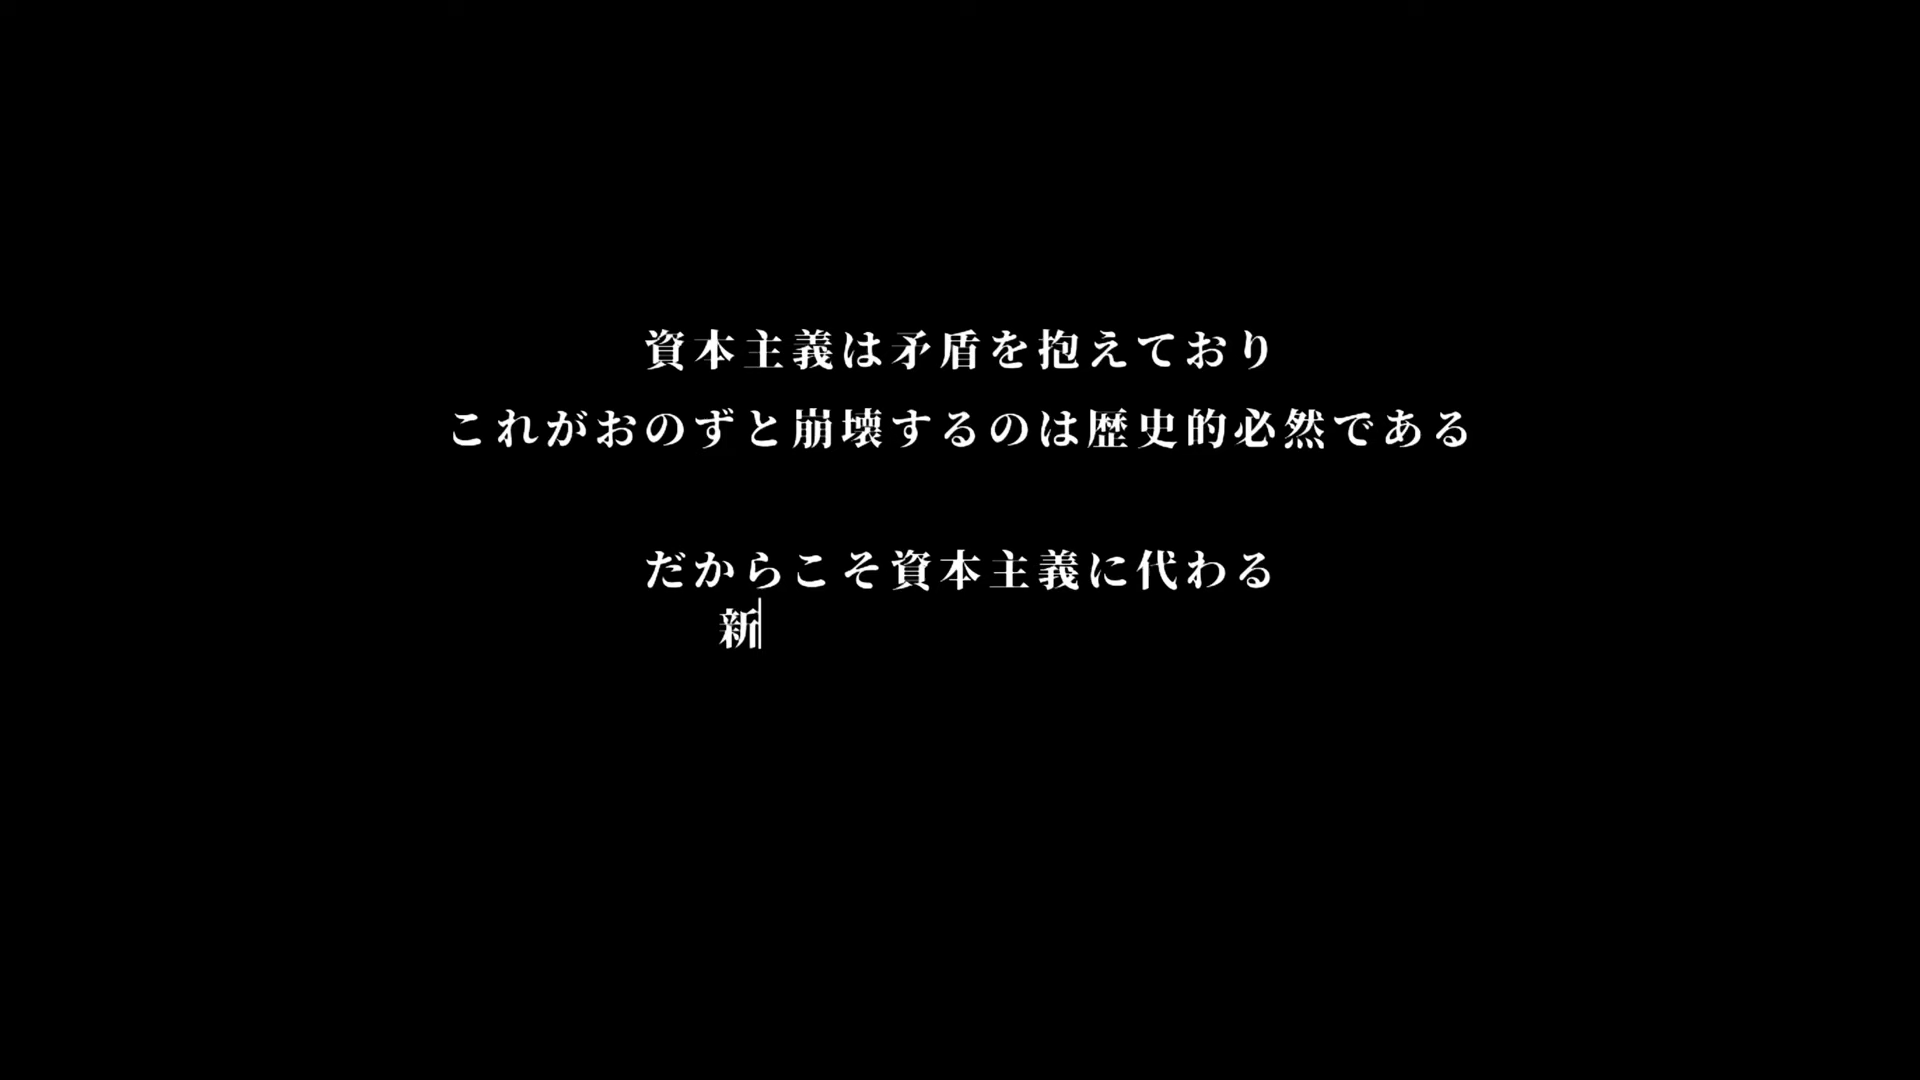 資本主義は矛盾を抱えており
これがおのずと崩壊するのは歴史的必然である
だからこそ資本主義に代わる
新